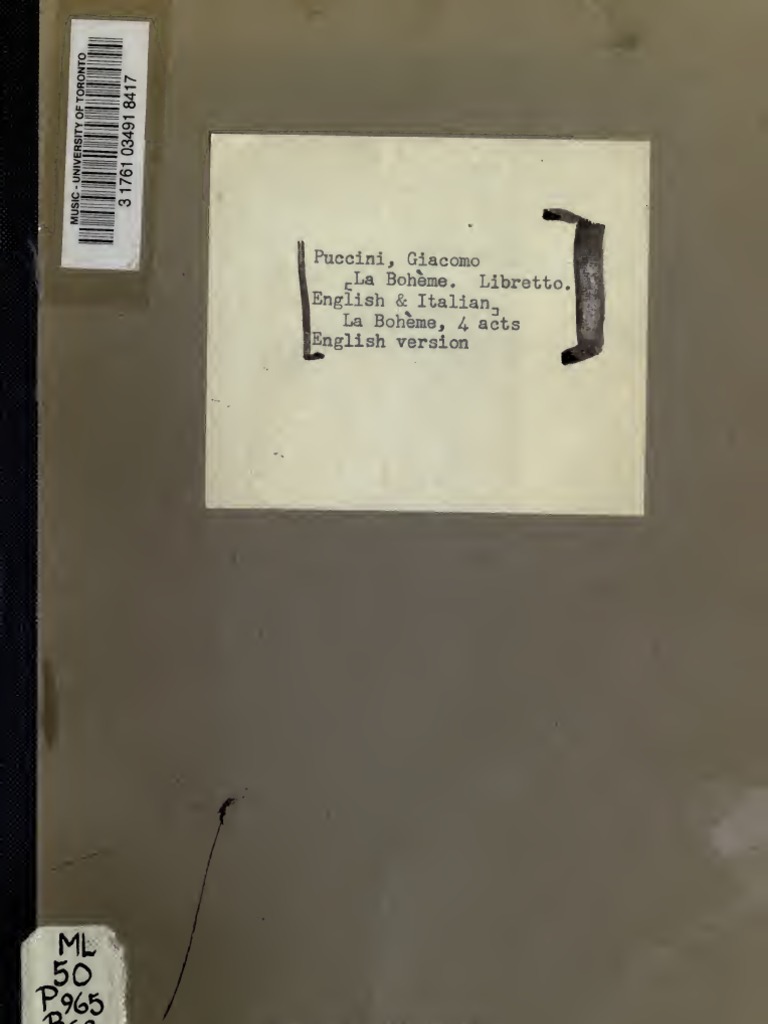 MUSIC - UNIVERSITY OF TORONTO
3 1761 03491 8417
Puccini, Giacomo
[La Bohème. Libretto.
English & Italian]
La Bohème, 4 acts
English version
ML
50
P965